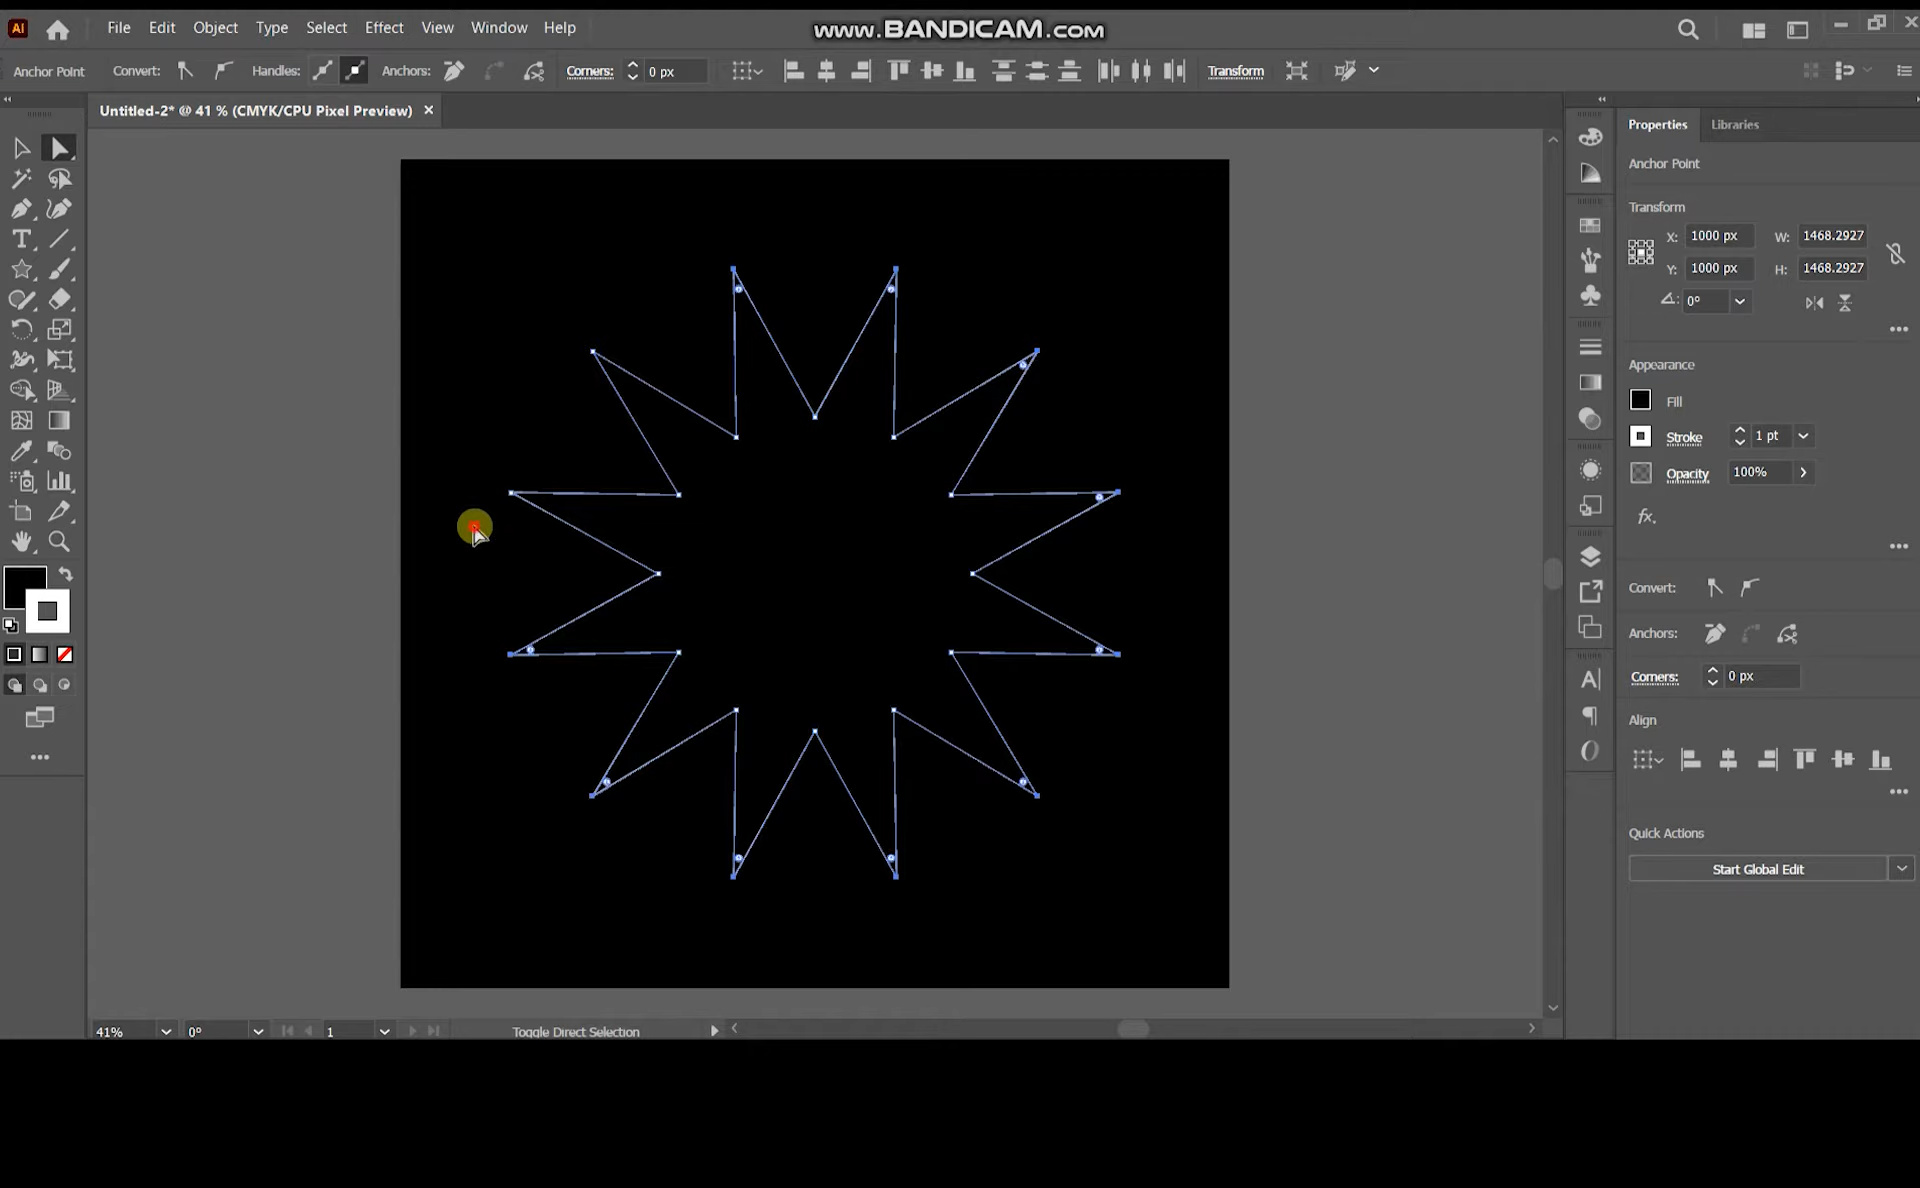 Ai File Edit Object Type Select Effect View Window Help www.BANDICAM.com
Anchor Point Convert: Handles: Anchors: Corners: 0 px Transform
Untitled-2* @ 41 % (CMYK/CPU Pixel Preview) ×
Properties Libraries
Anchor Point
Transform
X: 1000 px W: 1468.2927
Y: 1000 px H: 1468.2927
0°
Appearance
Fill
Stroke 1 pt
Opacity 100%
fx.
Convert:
Anchors:
Corners: 0 px
Align
Quick Actions
Start Global Edit
41% 0° 1 Toggle Direct Selection